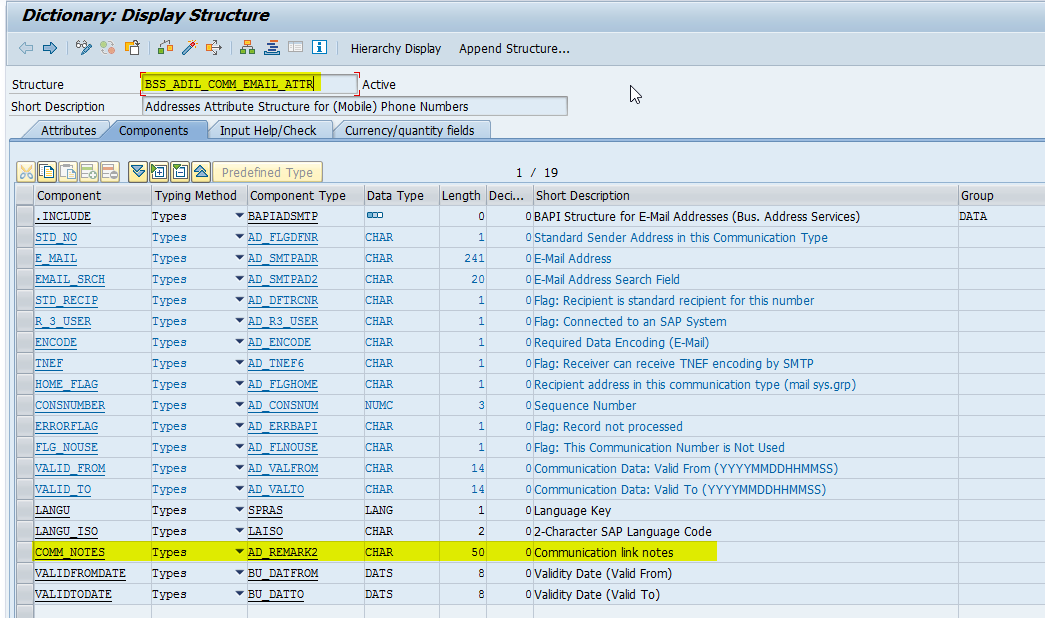 Dictionary: Display Structure
Hierarchy Display Append Structure...
Structure BSS_ADIL_COMM_EMAIL_ATTR Active
Short Description Addresses Attribute Structure for (Mobile) Phone Numbers
Attributes Components Input Help/Check Currency/quantity fields
Predefined Type 1 / 19
Component Typing Method Component Type Data Type Length Deci... Short Description Group
.INCLUDE Types BAPIADSMTP 0 0 BAPI Structure for E-Mail Addresses (Bus. Address Services) DATA
STD_NO Types AD_FLGDFNR CHAR 1 0 Standard Sender Address in this Communication Type
E_MAIL Types AD_SMTPADR CHAR 241 0 E-Mail Address
EMAIL_SRCH Types AD_SMTPAD2 CHAR 20 0 E-Mail Address Search Field
STD_RECIP Types AD_DFTRCNR CHAR 1 0 Flag: Recipient is standard recipient for this number
R_3_USER Types AD_R3_USER CHAR 1 0 Flag: Connected to an SAP System
ENCODE Types AD_ENCODE CHAR 1 0 Required Data Encoding (E-Mail)
TNEF Types AD_TNEF6 CHAR 1 0 Flag: Receiver can receive TNEF encoding by SMTP
HOME_FLAG Types AD_FLGHOME CHAR 1 0 Recipient address in this communication type (mail sys.grp)
CONSNUMBER Types AD_CONSNUM NUMC 3 0 Sequence Number
ERRORFLAG Types AD_ERRBAPI CHAR 1 0 Flag: Record not processed
FLG_NOUSE Types AD_FLNOUSE CHAR 1 0 Flag: This Communication Number is Not Used
VALID_FROM Types AD_VALFROM CHAR 14 0 Communication Data: Valid From (YYYYMMDDHHMMSS)
VALID_TO Types AD_VALTO CHAR 14 0 Communication Data: Valid To (YYYYMMDDHHMMSS)
LANGU Types SPRAS LANG 1 0 Language Key
LANGU_ISO Types LAISO CHAR 2 0 2-Character SAP Language Code
COMM_NOTES Types AD_REMARK2 CHAR 50 0 Communication link notes
VALIDFROMDATE Types BU_DATFROM DATS 8 0 Validity Date (Valid From)
VALIDTODATE Types BU_DATTO DATS 8 0 Validity Date (Valid To)